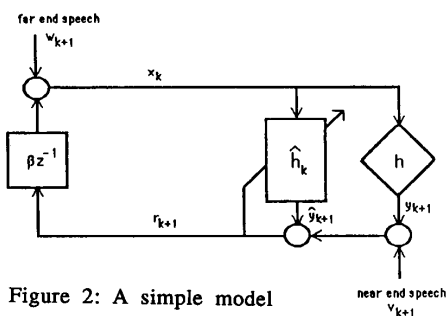 far end speech
w_{k+1}
x_k
βz^{-1}
ĥ_k
h
r_{k+1}
ŷ_{k+1}
y_{k+1}
Figure 2: A simple model
near end speech
v_{k+1}